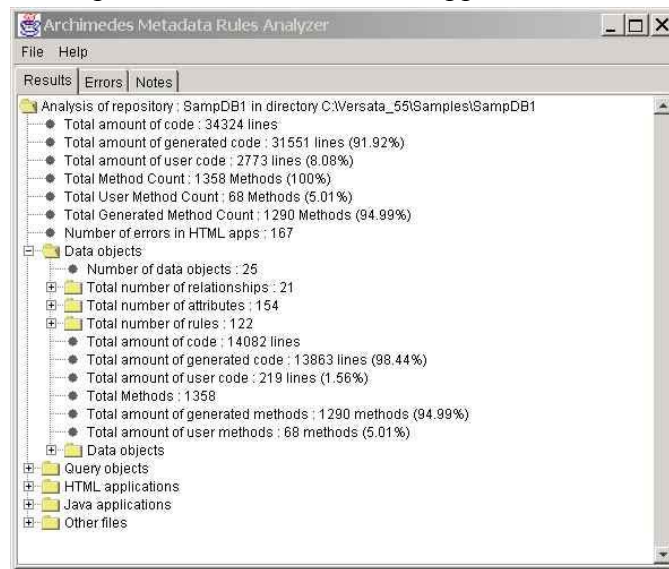 Archimedes Metadata Rules Analyzer
File Help
Results Errors Notes
Analysis of repository : SampDB1 in directory C:\Versata_55\Samples\SampDB1
Total amount of code : 34324 lines
Total amount of generated code : 31551 lines (91.92%)
Total amount of user code : 2773 lines (8.08%)
Total Method Count : 1358 Methods (100%)
Total User Method Count : 68 Methods (5.01%)
Total Generated Method Count : 1290 Methods (94.99%)
Number of errors in HTML apps : 167
Data objects
Number of data objects : 25
Total number of relationships : 21
Total number of attributes : 154
Total number of rules : 122
Total amount of code : 14082 lines
Total amount of generated code : 13863 lines (98.44%)
Total amount of user code : 219 lines (1.56%)
Total Methods : 1358
Total amount of generated methods : 1290 methods (94.99%)
Total amount of user methods : 68 methods (5.01%)
Data objects
Query objects
HTML applications
Java applications
Other files